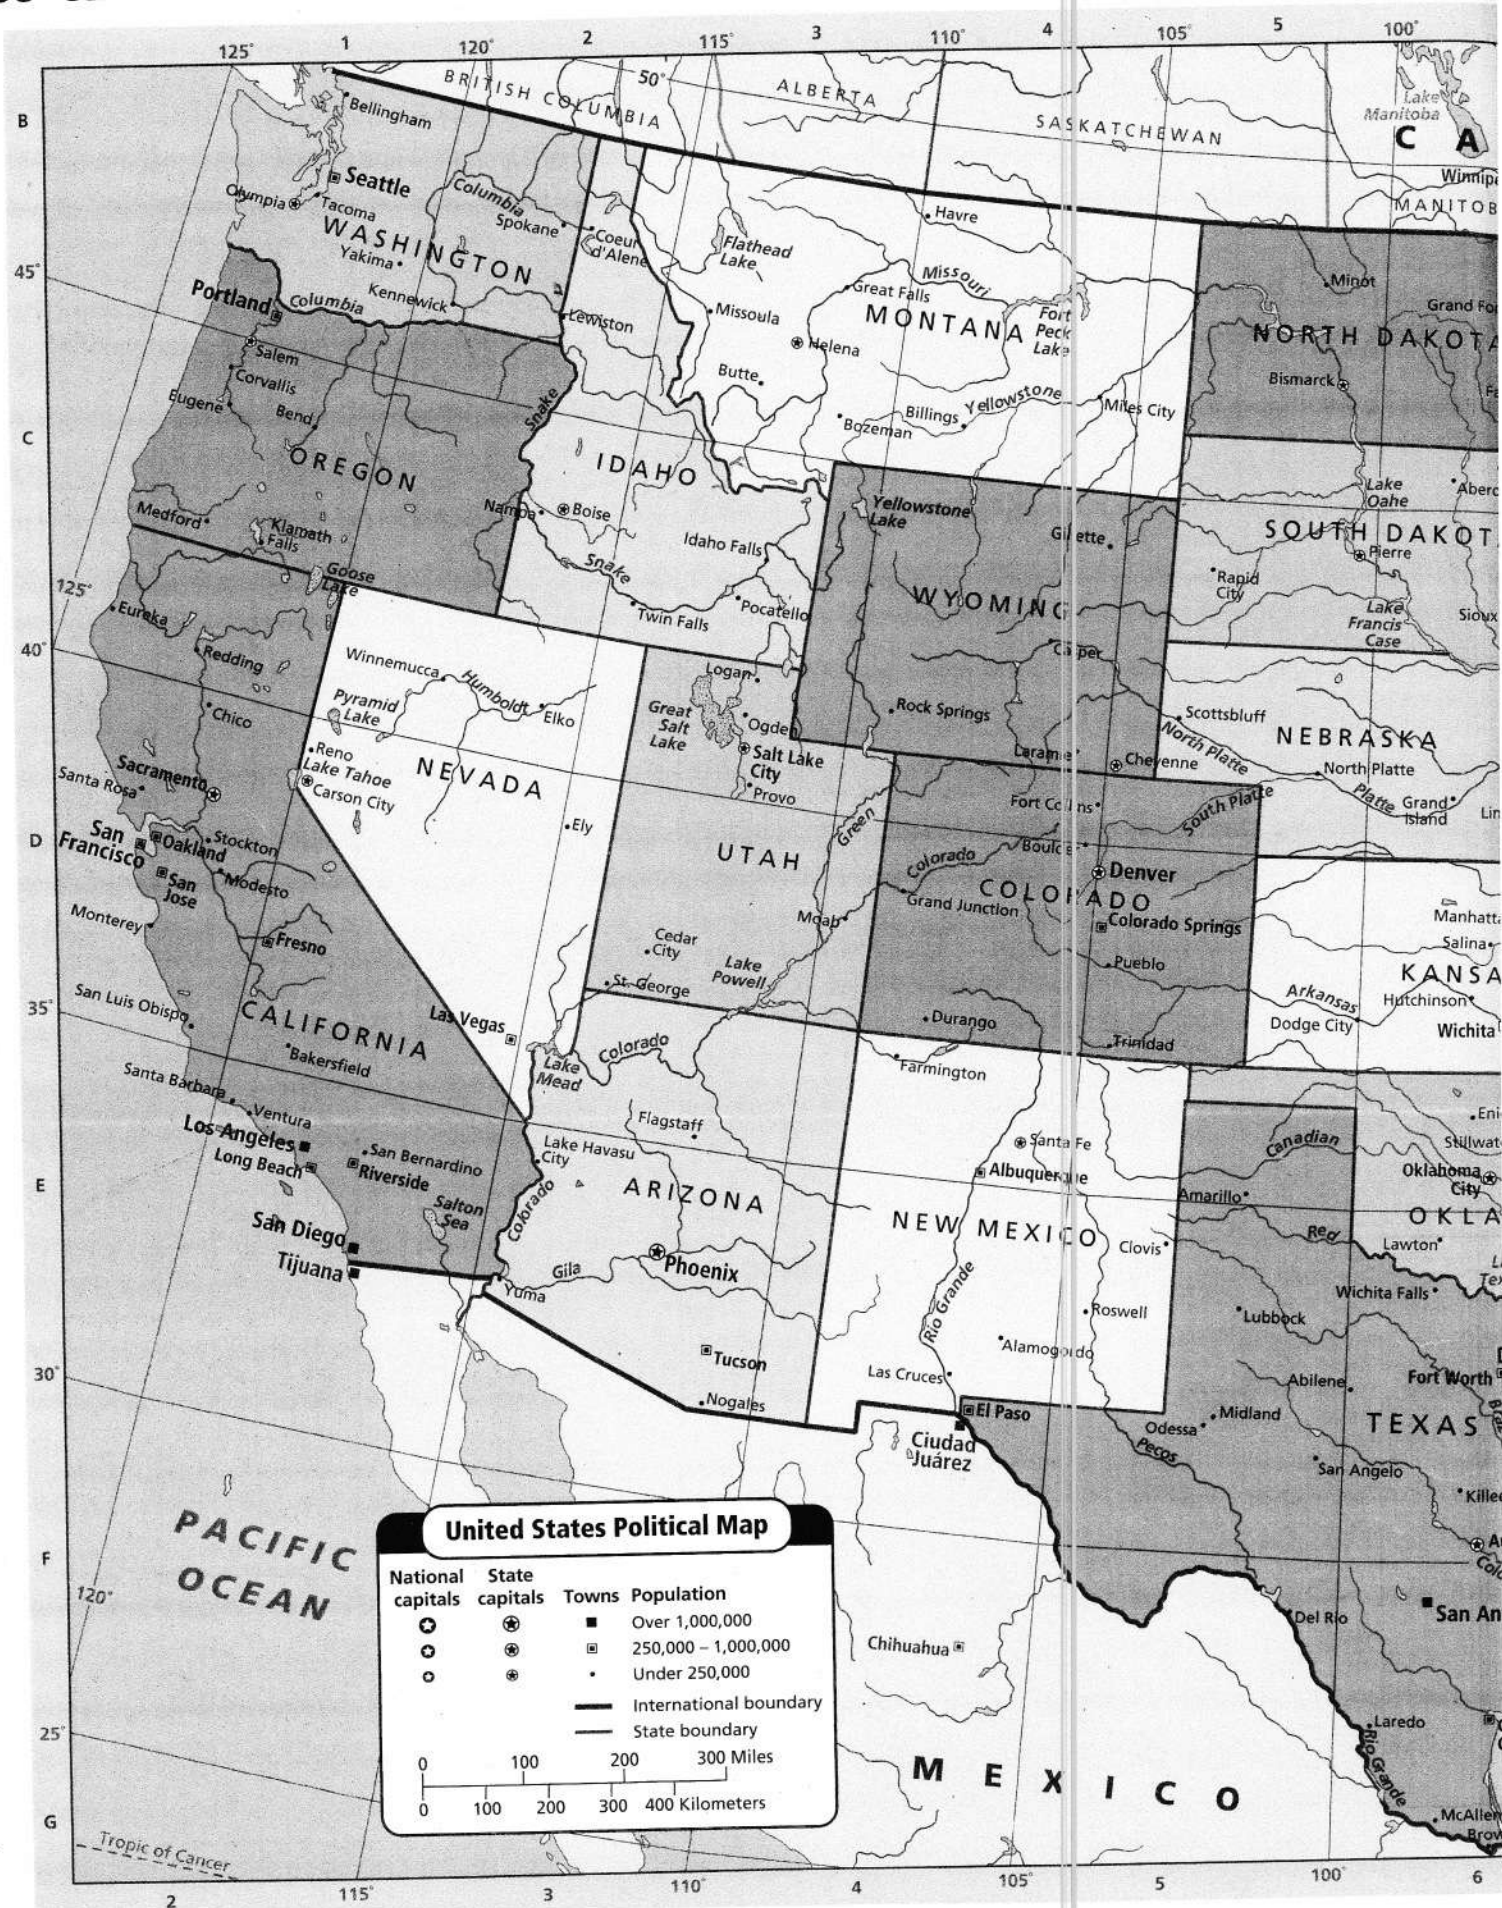 125°
1
120°
2
115°
3
110°
4
105°
5
100°
B
C
D
E
F
G
45°
40°
35°
30°
25°
125°
120°
50°
BRITISH COLUMBIA
ALBERTA
SASKATCHEWAN
Lake
Manitoba
C A
Winnip
MANITOB
Bellingham
Seattle
Olympia
Tacoma
Columbia
Spokane
WASHINGTON
Yakima
Kennewick
Coeur
d'Alene
Lewiston
Portland
Columbia
Salem
Corvallis
Eugene
Bend
OREGON
Snake
Medford
Klamath
Falls
Goose
Lake
Flathead
Lake
Havre
Missouri
Great Falls
Missoula
MONTANA
Fort
Peck
Lake
Helena
Butte
Bozeman
Billings
Yellowstone
Miles City
Minot
Grand Fo
NORTH DAKOTA
Bismarck
Fa
IDAHO
Nampa
Boise
Idaho Falls
Snake
Twin Falls
Pocatello
Yellowstone
Lake
Gillette
WYOMING
Casper
Rock Springs
Laramie
Cheyenne
Lake
Oahe
Aberd
SOUTH DAKOT
Pierre
Rapid
City
Lake
Francis
Case
Sioux
Eureka
Redding
Chico
Winnemucca
Humboldt
Elko
Pyramid
Lake
Reno
Lake Tahoe
Carson City
NEVADA
Ely
Logan
Great
Salt
Lake
Ogden
Salt Lake
City
Provo
UTAH
Green
Moab
Cedar
City
St. George
Lake
Powell
Scottsbluff
North Platte
NEBRASKA
North Platte
Platte
Grand
Island
Lin
Fort Collins
South Platte
Boulder
Colorado
Denver
COLORADO
Grand Junction
Colorado Springs
Pueblo
Durango
Trinidad
Manhatta
Salina
KANSA
Arkansas
Hutchinson
Dodge City
Wichita
Sacramento
Santa Rosa
San
Francisco
Oakland
Stockton
San
Jose
Modesto
Monterey
Fresno
San Luis Obispo
CALIFORNIA
Bakersfield
Las Vegas
Lake
Mead
Colorado
Santa Barbara
Ventura
Los Angeles
Long Beach
San Bernardino
Riverside
Salton
Sea
San Diego
Tijuana
Flagstaff
Lake Havasu
City
Colorado
ARIZONA
Phoenix
Gila
Yuma
Tucson
Nogales
Farmington
Santa Fe
Albuquerque
NEW MEXICO
Clovis
Rio Grande
Roswell
Alamogordo
Las Cruces
Canadian
Eni
Stillwat
Oklahoma
City
Amarillo
OKLA
Red
Lawton
Wichita Falls
Lubbock
Abilene
Fort Worth
El Paso
Ciudad
Juárez
Odessa
Midland
TEXAS
Pecos
San Angelo
Killee
Colo
San An
Del Rio
Chihuahua
Laredo
Rio Grande
McAllen
Brow
MEXICO
PACIFIC
OCEAN
Tropic of Cancer
United States Political Map
National
capitals
State
capitals
Towns
Population
Over 1,000,000
250,000 – 1,000,000
Under 250,000
International boundary
State boundary
0 100 200 300 Miles
0 100 200 300 400 Kilometers
2
115°
3
110°
4
105°
5
100°
6